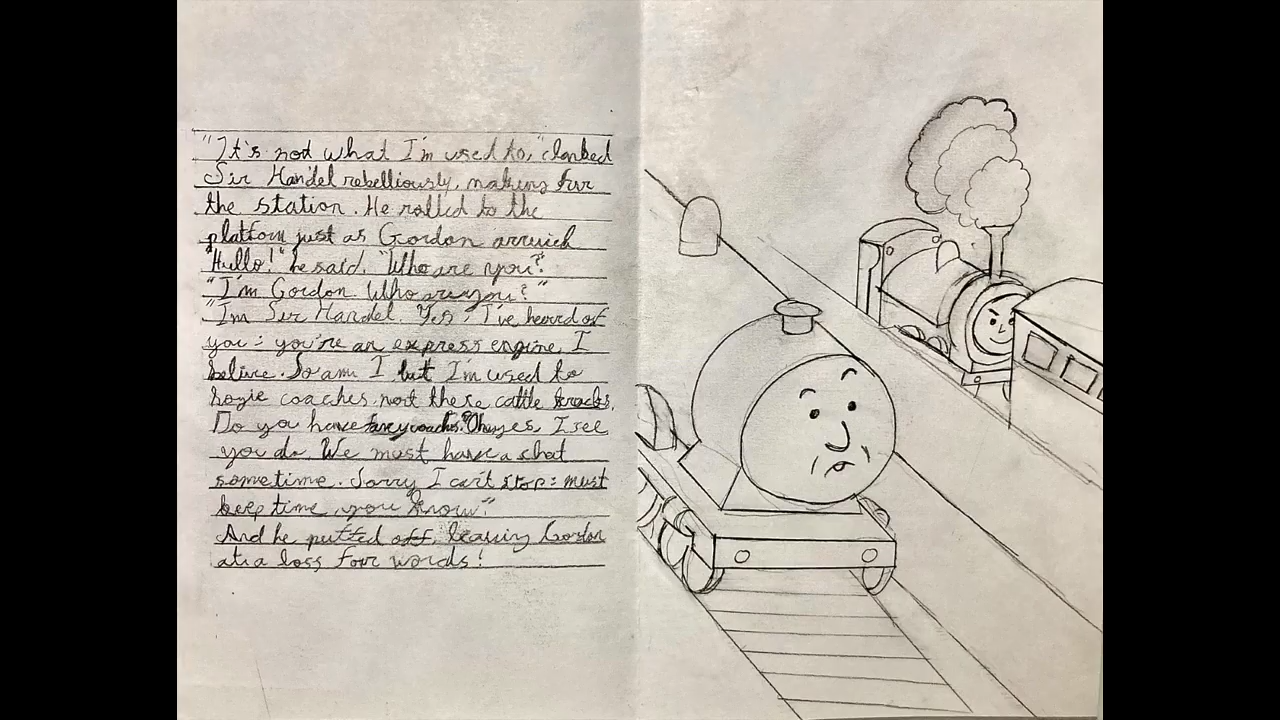 "It's not what I'm used to," clanked
Sir Handel rebelliously, making for
the station. He rolled to the
platform just as Gordon arrived
"Hullo!" he said. "Who are you?"
"I'm Gordon. Who are you?"
"I'm Sir Handel. Yes, I've heard of
you: you're an express engine, I
belive. So am I but I'm used to
bogie coaches not these cattle trucks.
Do you have fancy coaches? Oh yes, I see
you do. We must have a chat
sometime. Sorry I can't stop: must
keep time, you know."
And he puffed off, leaving Gordon
at a loss four words!